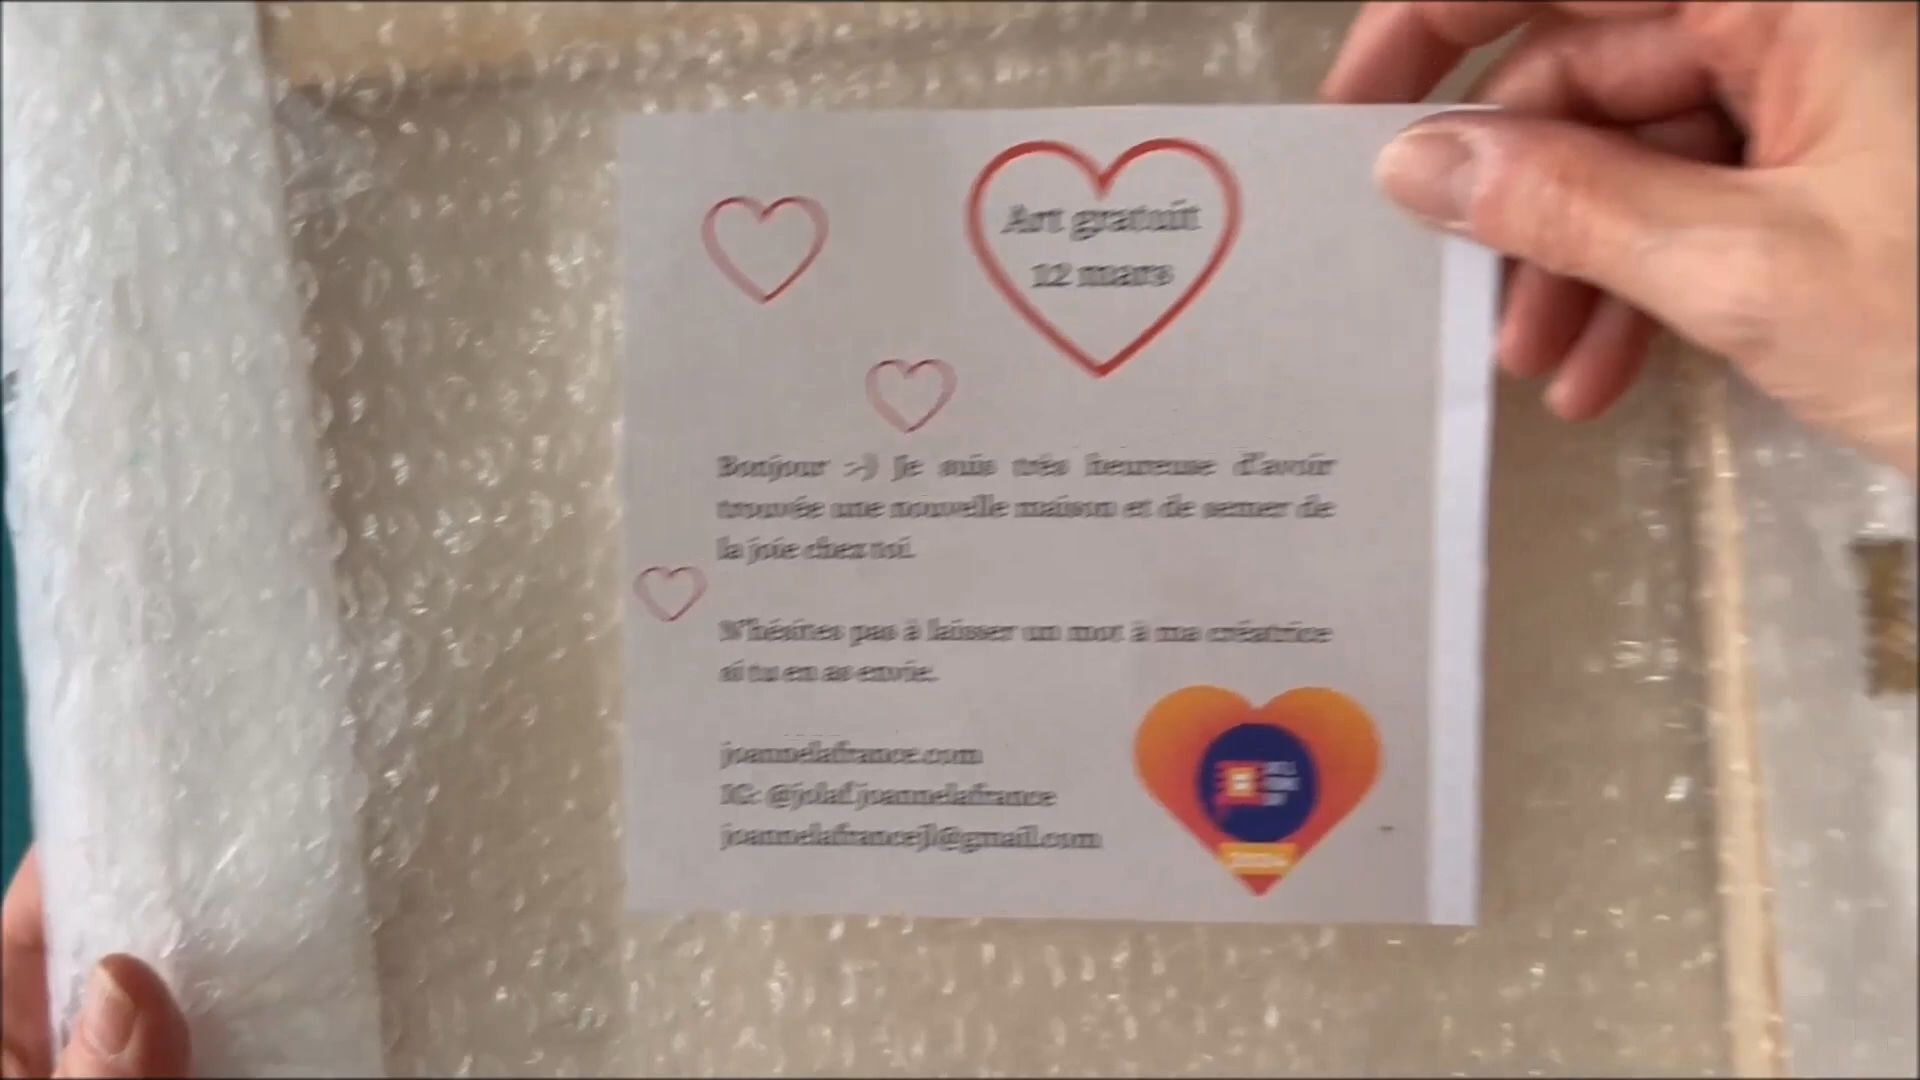 Art gratuit
12 mars
Bonjour :-) Je suis très heureuse d'avoir
trouvée une nouvelle maison et de semer de
la joie chez toi.
N'hésites pas à laisser un mot à ma créatrice
si tu en as envie.
joannelafrance.com
IG: @jolaf.joannelafrance
joannelafrancejl@gmail.com